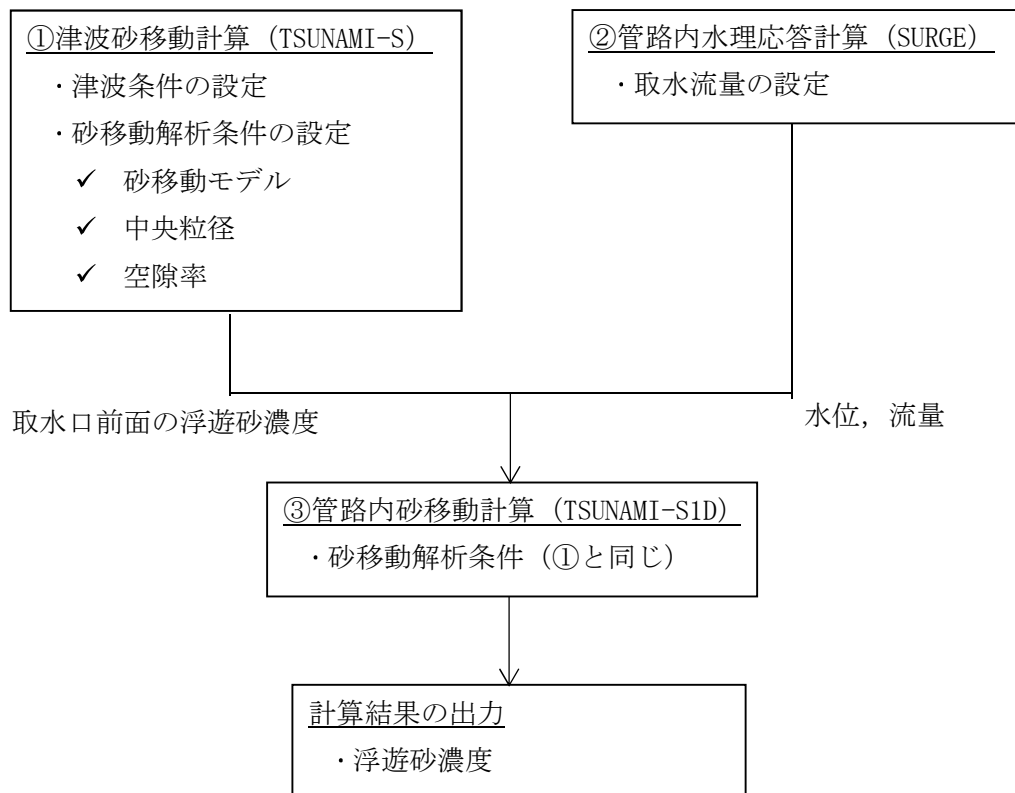 ①津波砂移動計算（TSUNAMI-S）
・津波条件の設定
・砂移動解析条件の設定
✓ 砂移動モデル
✓ 中央粒径
✓ 空隙率
②管路内水理応答計算（SURGE）
・取水流量の設定
取水口前面の浮遊砂濃度
水位，流量
③管路内砂移動計算（TSUNAMI-S1D）
・砂移動解析条件（①と同じ）
計算結果の出力
・浮遊砂濃度